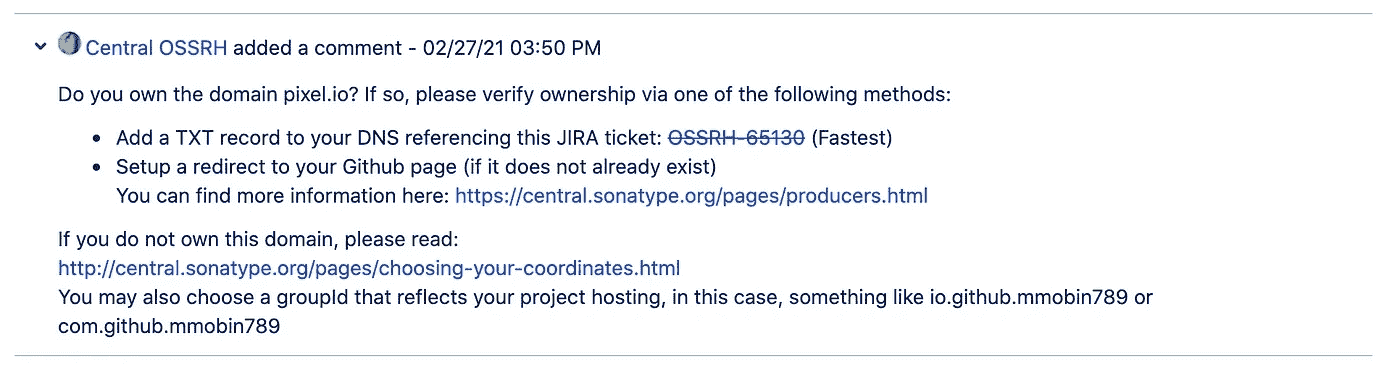 Central OSSRH added a comment - 02/27/21 03:50 PM
Do you own the domain pixel.io? If so, please verify ownership via one of the following methods:
• Add a TXT record to your DNS referencing this JIRA ticket: OSSRH-65130 (Fastest)
• Setup a redirect to your Github page (if it does not already exist)
You can find more information here: https://central.sonatype.org/pages/producers.html
If you do not own this domain, please read:
http://central.sonatype.org/pages/choosing-your-coordinates.html
You may also choose a groupId that reflects your project hosting, in this case, something like io.github.mmobin789 or
com.github.mmobin789